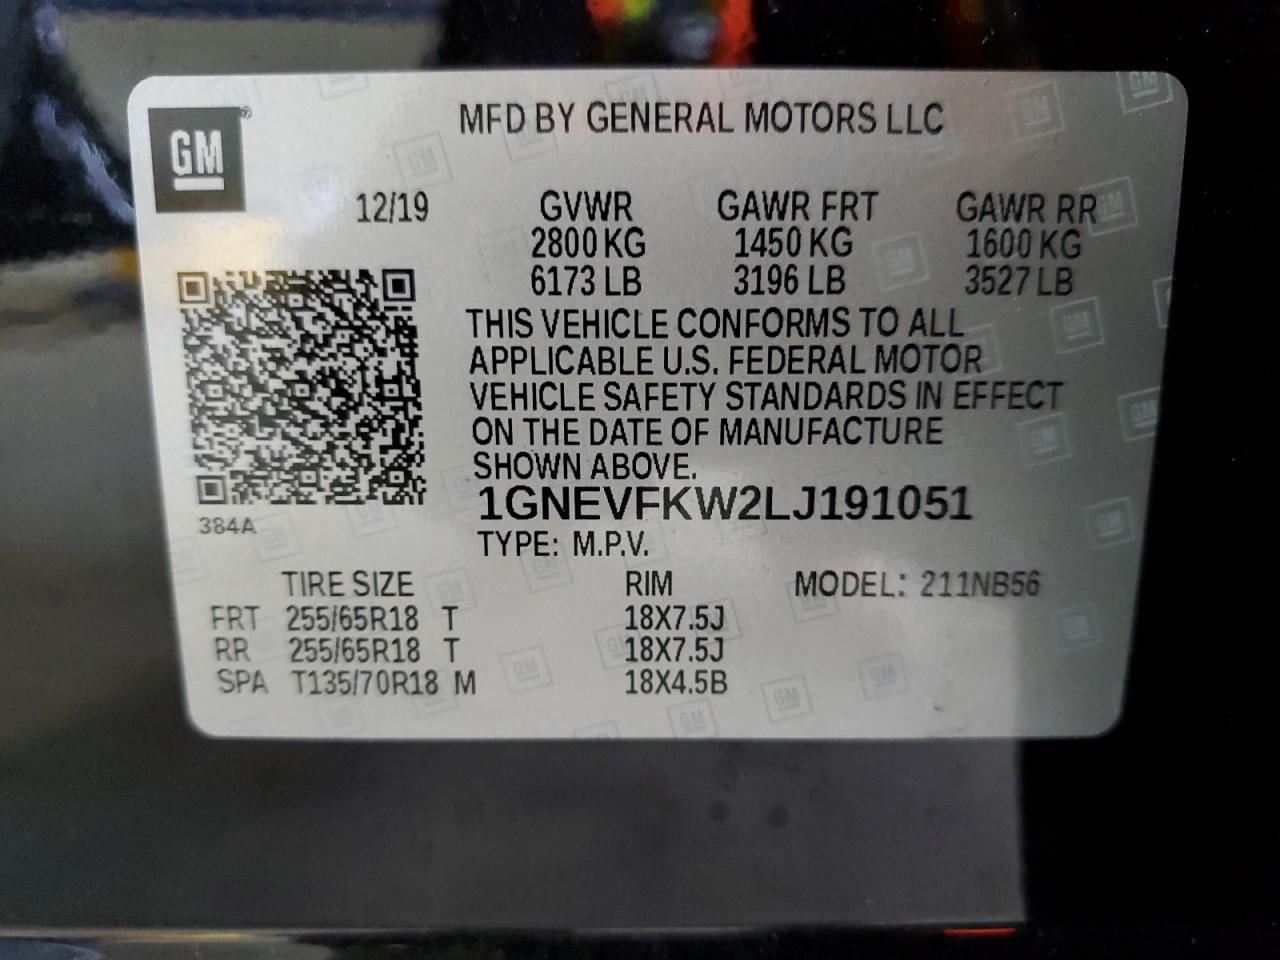 GM
MFD BY GENERAL MOTORS LLC
12/19 GVWR GAWR FRT GAWR RR
2800 KG 1450 KG 1600 KG
6173 LB 3196 LB 3527 LB
THIS VEHICLE CONFORMS TO ALL
APPLICABLE U.S. FEDERAL MOTOR
VEHICLE SAFETY STANDARDS IN EFFECT
ON THE DATE OF MANUFACTURE
SHOWN ABOVE.
1GNEVFKW2LJ191051
384A
TYPE: M.P.V.
TIRE SIZE RIM MODEL: 211NB56
FRT 255/65R18 T 18X7.5J
RR 255/65R18 T 18X7.5J
SPA T135/70R18 M 18X4.5B